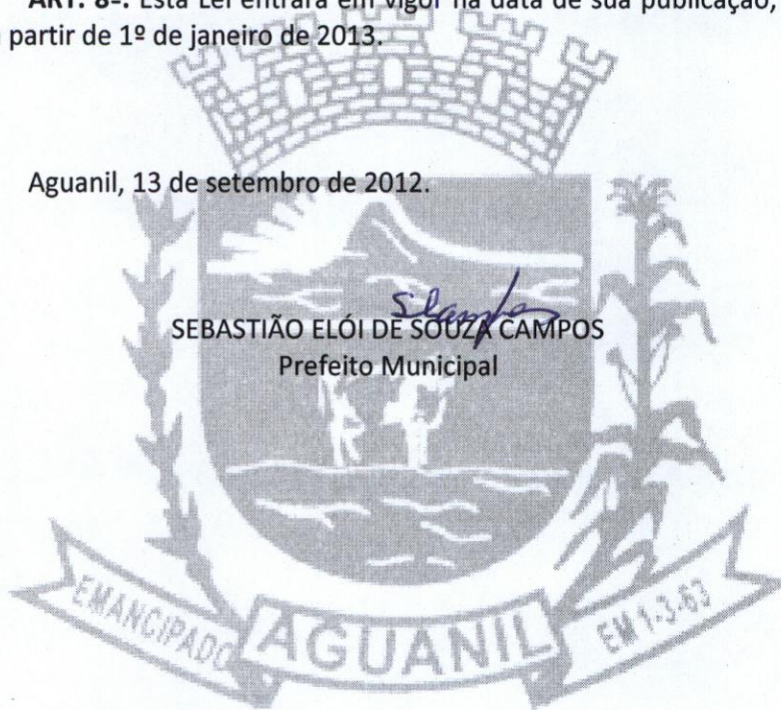 ART. 8º. Esta Lei entrará em vigor na data de sua publicação,
partir de 1º de janeiro de 2013.
Aguanil, 13 de setembro de 2012.
SCampos
SEBASTIÃO ELÓI DE SOUZA CAMPOS
Prefeito Municipal
EMANCIPADO
AGUANIL
EM 1-3-63